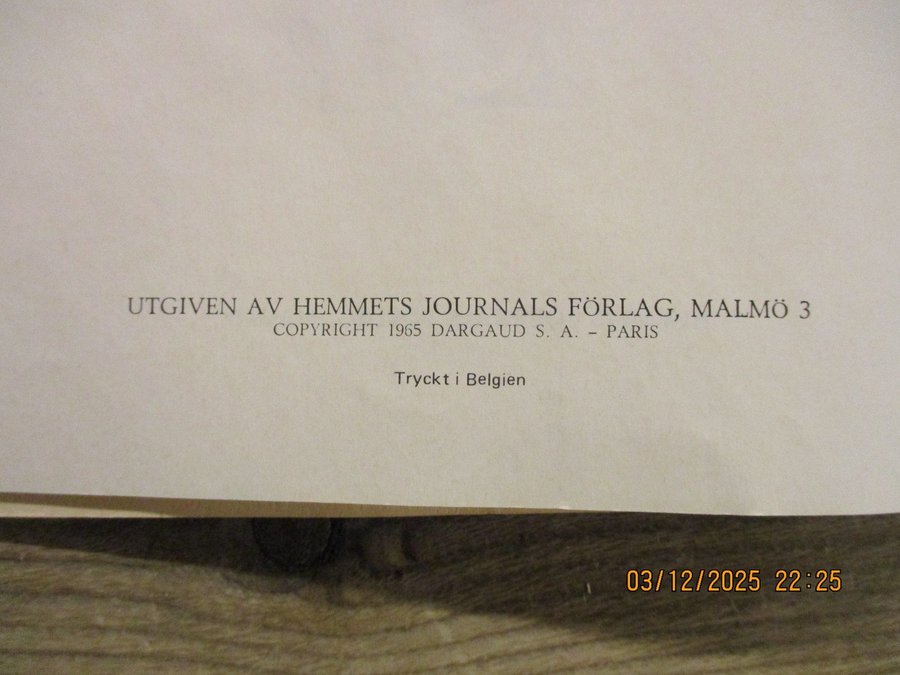 UTGIVEN AV HEMMETS JOURNALS FÖRLAG, MALMÖ 3
COPYRIGHT 1965 DARGAUD S. A. – PARIS
Tryckt i Belgien
03/12/2025 22:25